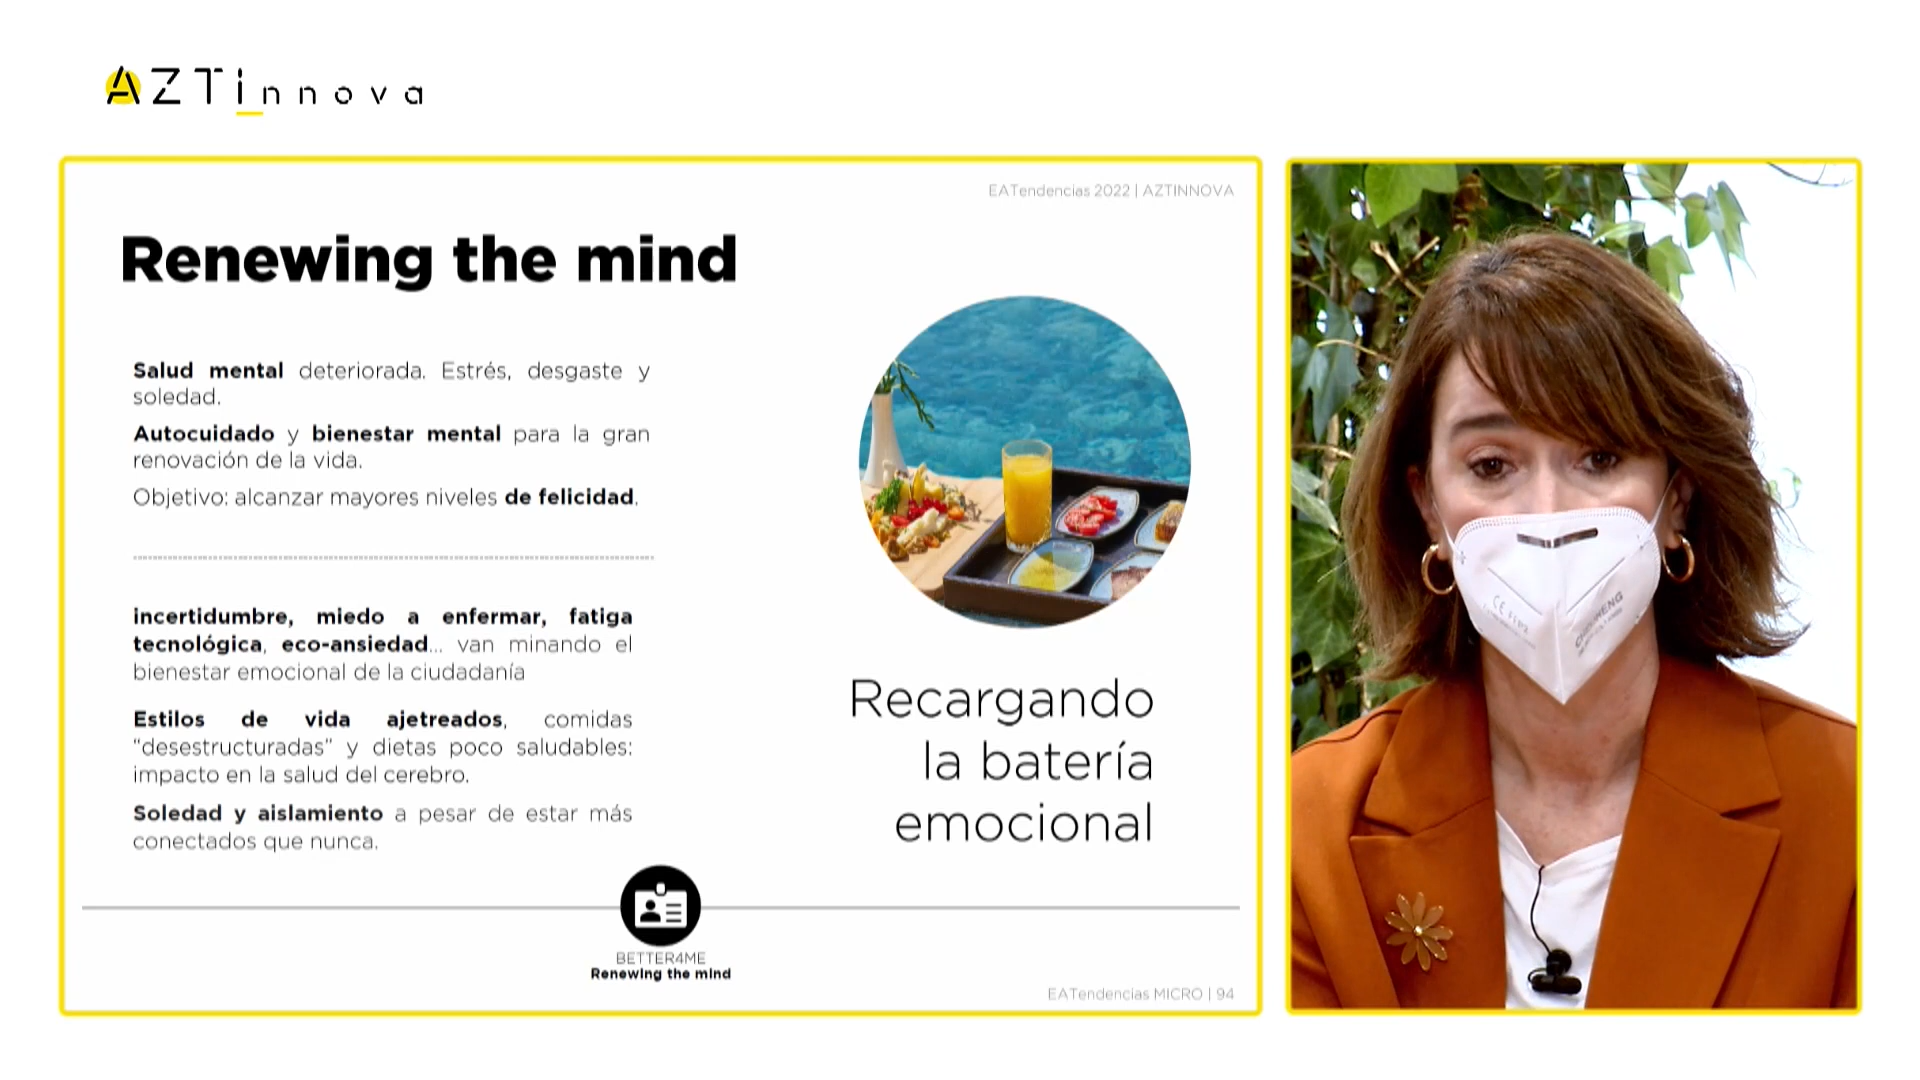 AZTInnova
EATendencias 2022 | AZTINNOVA
Renewing the mind
Salud mental deteriorada. Estrés, desgaste y
soledad.
Autocuidado y bienestar mental para la gran
renovación de la vida.
Objetivo: alcanzar mayores niveles de felicidad.
incertidumbre, miedo a enfermar, fatiga
tecnológica, eco-ansiedad... van minando el
bienestar emocional de la ciudadanía
Estilos de vida ajetreados, comidas
"desestructuradas" y dietas poco saludables:
impacto en la salud del cerebro.
Soledad y aislamiento a pesar de estar más
conectados que nunca.
Recargando
la batería
emocional
BETTER4ME
Renewing the mind
EATendencias MICRO | 94